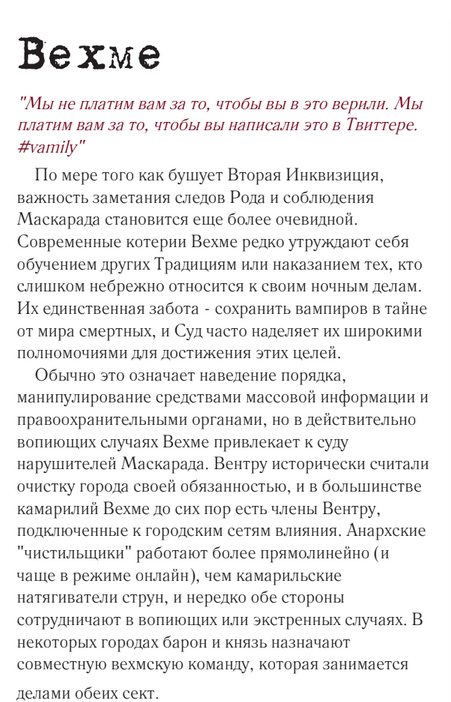 Вехме
"Мы не платим вам за то, чтобы вы в это верили. Мы
платим вам за то, чтобы вы написали это в Твиттере.
#vamily"
По мере того как бушует Вторая Инквизиция,
важность заметания следов Рода и соблюдения
Маскарада становится еще более очевидной.
Современные котерии Вехме редко утруждают себя
обучением других Традициям или наказанием тех, кто
слишком небрежно относится к своим ночным делам.
Их единственная забота - сохранить вампиров в тайне
от мира смертных, и Суд часто наделяет их широкими
полномочиями для достижения этих целей.
Обычно это означает наведение порядка,
манипулирование средствами массовой информации и
правоохранительными органами, но в действительно
вопиющих случаях Вехме привлекает к суду
нарушителей Маскарада. Вентру исторически считали
очистку города своей обязанностью, и в большинстве
камарилий Вехме до сих пор есть члены Вентру,
подключенные к городским сетям влияния. Анархские
"чистильщики" работают более прямолинейно (и
чаще в режиме онлайн), чем камарильские
натягиватели струн, и нередко обе стороны
сотрудничают в вопиющих или экстренных случаях. В
некоторых городах барон и князь назначают
совместную вехмскую команду, которая занимается
делами обеих сект.